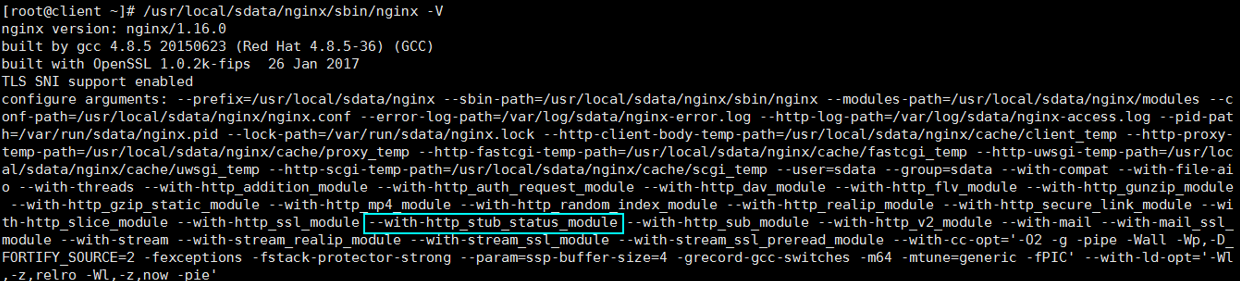 [root@client ~]# /usr/local/sdata/nginx/sbin/nginx -V
nginx version: nginx/1.16.0
built by gcc 4.8.5 20150623 (Red Hat 4.8.5-36) (GCC)
built with OpenSSL 1.0.2k-fips  26 Jan 2017
TLS SNI support enabled
configure arguments: --prefix=/usr/local/sdata/nginx --sbin-path=/usr/local/sdata/nginx/sbin/nginx --modules-path=/usr/local/sdata/nginx/modules --c
onf-path=/usr/local/sdata/nginx/nginx.conf --error-log-path=/var/log/sdata/nginx-error.log --http-log-path=/var/log/sdata/nginx-access.log --pid-pat
h=/var/run/sdata/nginx.pid --lock-path=/var/run/sdata/nginx.lock --http-client-body-temp-path=/usr/local/sdata/nginx/cache/client_temp --http-proxy-
temp-path=/usr/local/sdata/nginx/cache/proxy_temp --http-fastcgi-temp-path=/usr/local/sdata/nginx/cache/fastcgi_temp --http-uwsgi-temp-path=/usr/loc
al/sdata/nginx/cache/uwsgi_temp --http-scgi-temp-path=/usr/local/sdata/nginx/cache/scgi_temp --user=sdata --group=sdata --with-compat --with-file-ai
o --with-threads --with-http_addition_module --with-http_auth_request_module --with-http_dav_module --with-http_flv_module --with-http_gunzip_module
 --with-http_gzip_static_module --with-http_mp4_module --with-http_random_index_module --with-http_realip_module --with-http_secure_link_module --wi
th-http_slice_module --with-http_ssl_module --with-http_stub_status_module --with-http_sub_module --with-http_v2_module --with-mail --with-mail_ssl_
module --with-stream --with-stream_realip_module --with-stream_ssl_module --with-stream_ssl_preread_module --with-cc-opt='-O2 -g -pipe -Wall -Wp,-D_
FORTIFY_SOURCE=2 -fexceptions -fstack-protector-strong --param=ssp-buffer-size=4 -grecord-gcc-switches -m64 -mtune=generic -fPIC' --with-ld-opt='-Wl
,-z,relro -Wl,-z,now -pie'